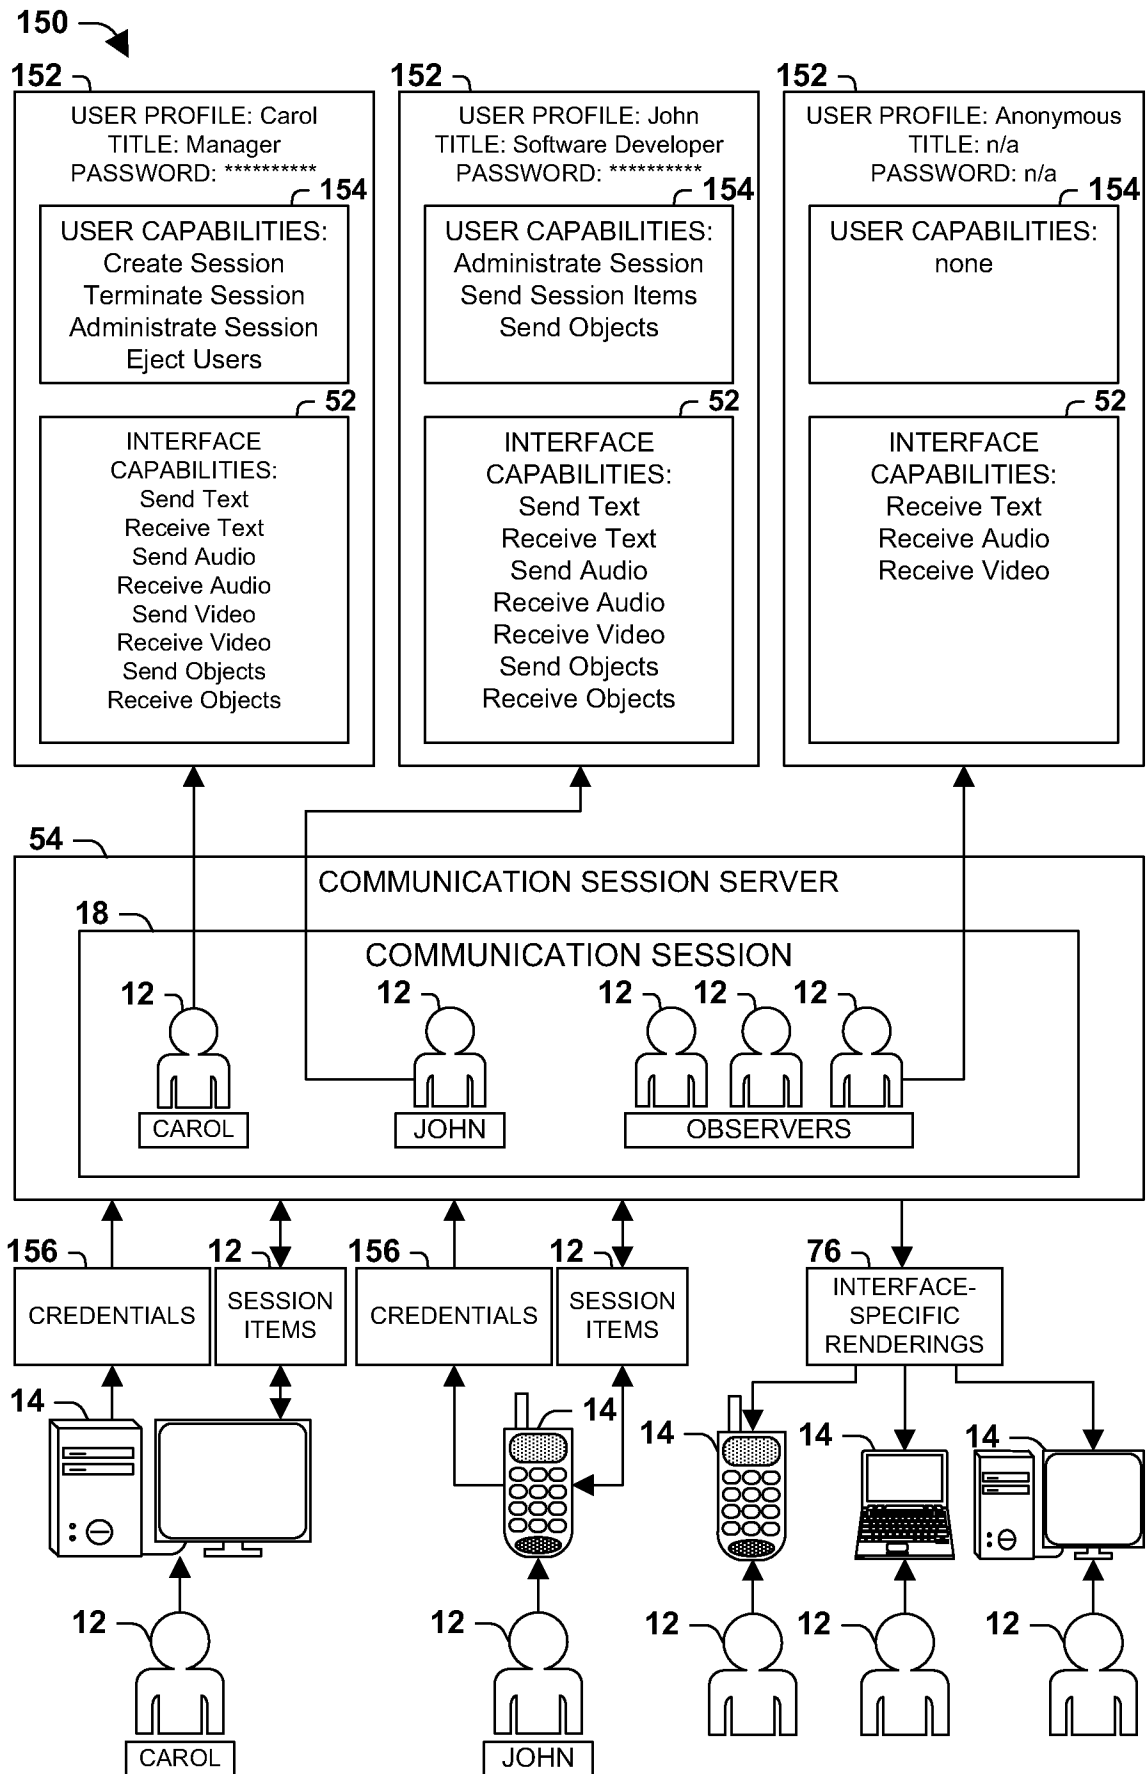 150
152
USER PROFILE: Carol
TITLE: Manager
PASSWORD: **********
154
USER CAPABILITIES:
Create Session
Terminate Session
Administrate Session
Eject Users
52
INTERFACE
CAPABILITIES:
Send Text
Receive Text
Send Audio
Receive Audio
Send Video
Receive Video
Send Objects
Receive Objects
152
USER PROFILE: John
TITLE: Software Developer
PASSWORD: **********
154
USER CAPABILITIES:
Administrate Session
Send Session Items
Send Objects
52
INTERFACE
CAPABILITIES:
Send Text
Receive Text
Send Audio
Receive Audio
Receive Video
Send Objects
Receive Objects
152
USER PROFILE: Anonymous
TITLE: n/a
PASSWORD: n/a
154
USER CAPABILITIES:
none
52
INTERFACE
CAPABILITIES:
Receive Text
Receive Audio
Receive Video
54
COMMUNICATION SESSION SERVER
18
COMMUNICATION SESSION
12
12
12
12
12
CAROL
JOHN
OBSERVERS
156
12
156
12
76
CREDENTIALS
SESSION
ITEMS
CREDENTIALS
SESSION
ITEMS
INTERFACE-
SPECIFIC
RENDERINGS
14
14
14
14
14
12
12
12
12
12
CAROL
JOHN